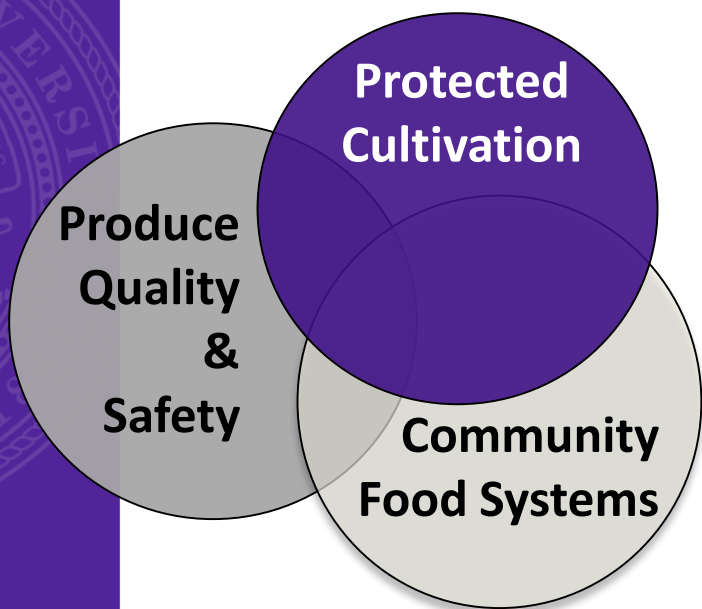 Protected
Cultivation
Produce
Quality
&
Safety
Community
Food Systems